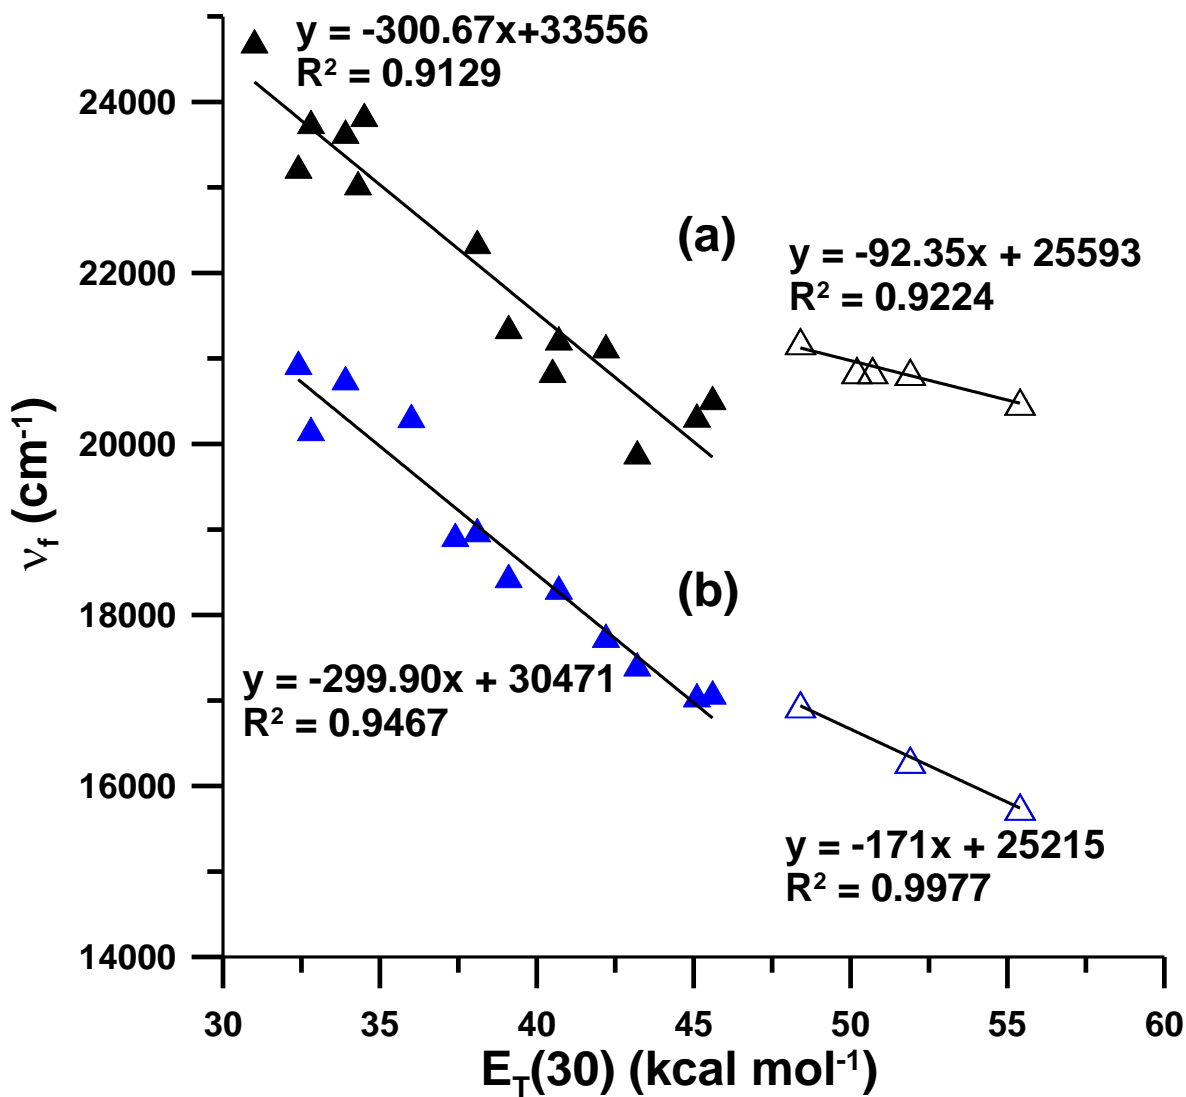 y = -300.67x+33556
R² = 0.9129
24000
(a)
y = -92.35x + 25593
R² = 0.9224
22000
20000
νf (cm⁻¹)
(b)
18000
y = -299.90x + 30471
R² = 0.9467
16000
y = -171x + 25215
R² = 0.9977
14000
30 35 40 45 50 55 60
E_T(30) (kcal mol⁻¹)